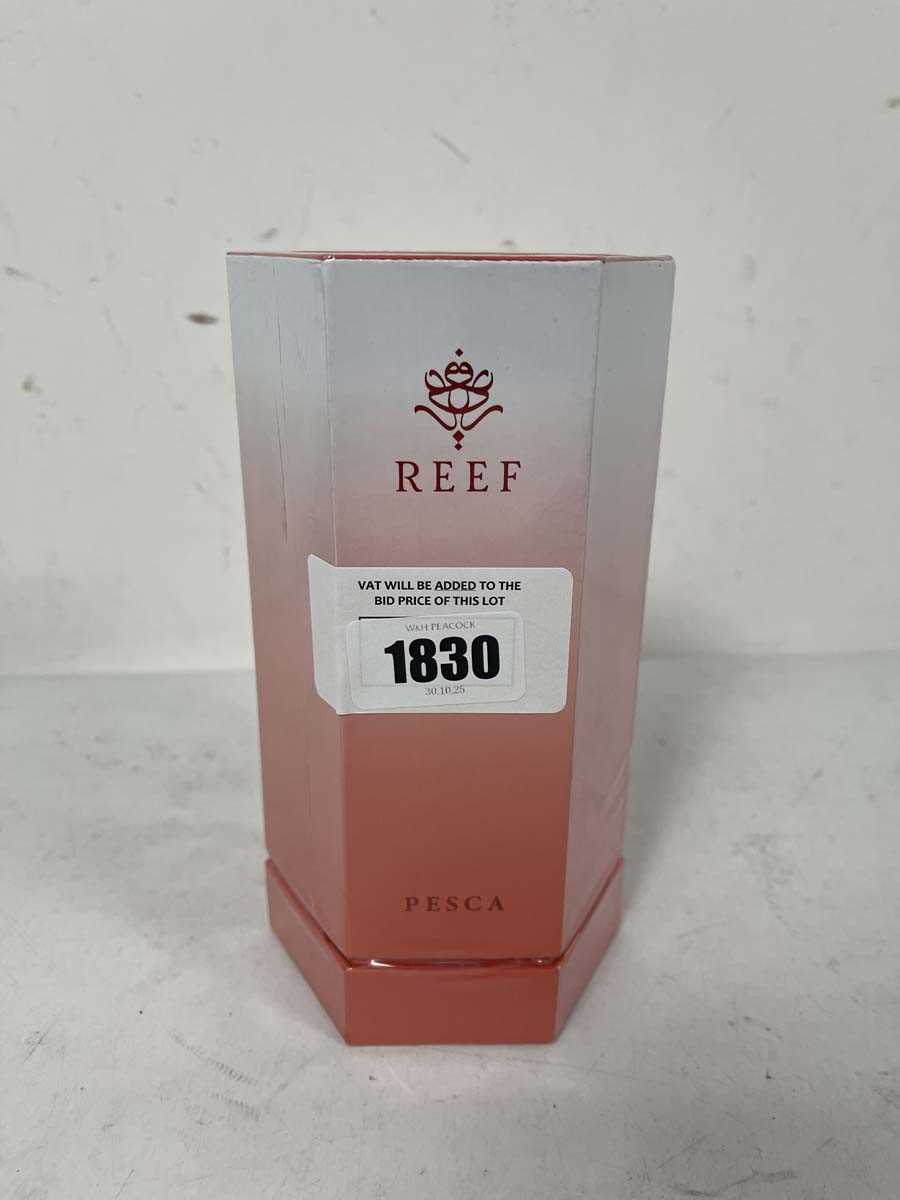 REEF
VAT WILL BE ADDED TO THE
BID PRICE OF THIS LOT
W&H PEACOCK
1830
30.10.25
PESCA